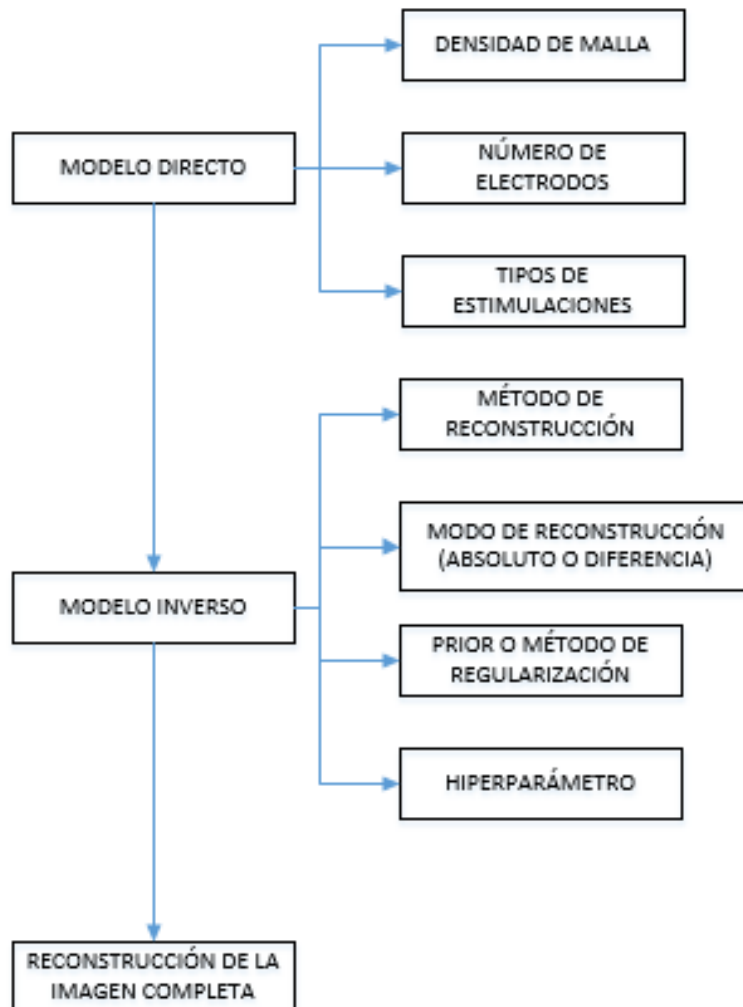 DENSIDAD DE MALLA
MODELO DIRECTO
NÚMERO DE
ELECTRODOS
TIPOS DE
ESTIMULACIONES
MÉTODO DE
RECONSTRUCCIÓN
MODO DE RECONSTRUCCIÓN
(ABSOLUTO O DIFERENCIA)
MODELO INVERSO
PRIOR O MÉTODO DE
REGULARIZACIÓN
HIPERPARÁMETRO
RECONSTRUCCIÓN DE LA
IMAGEN COMPLETA